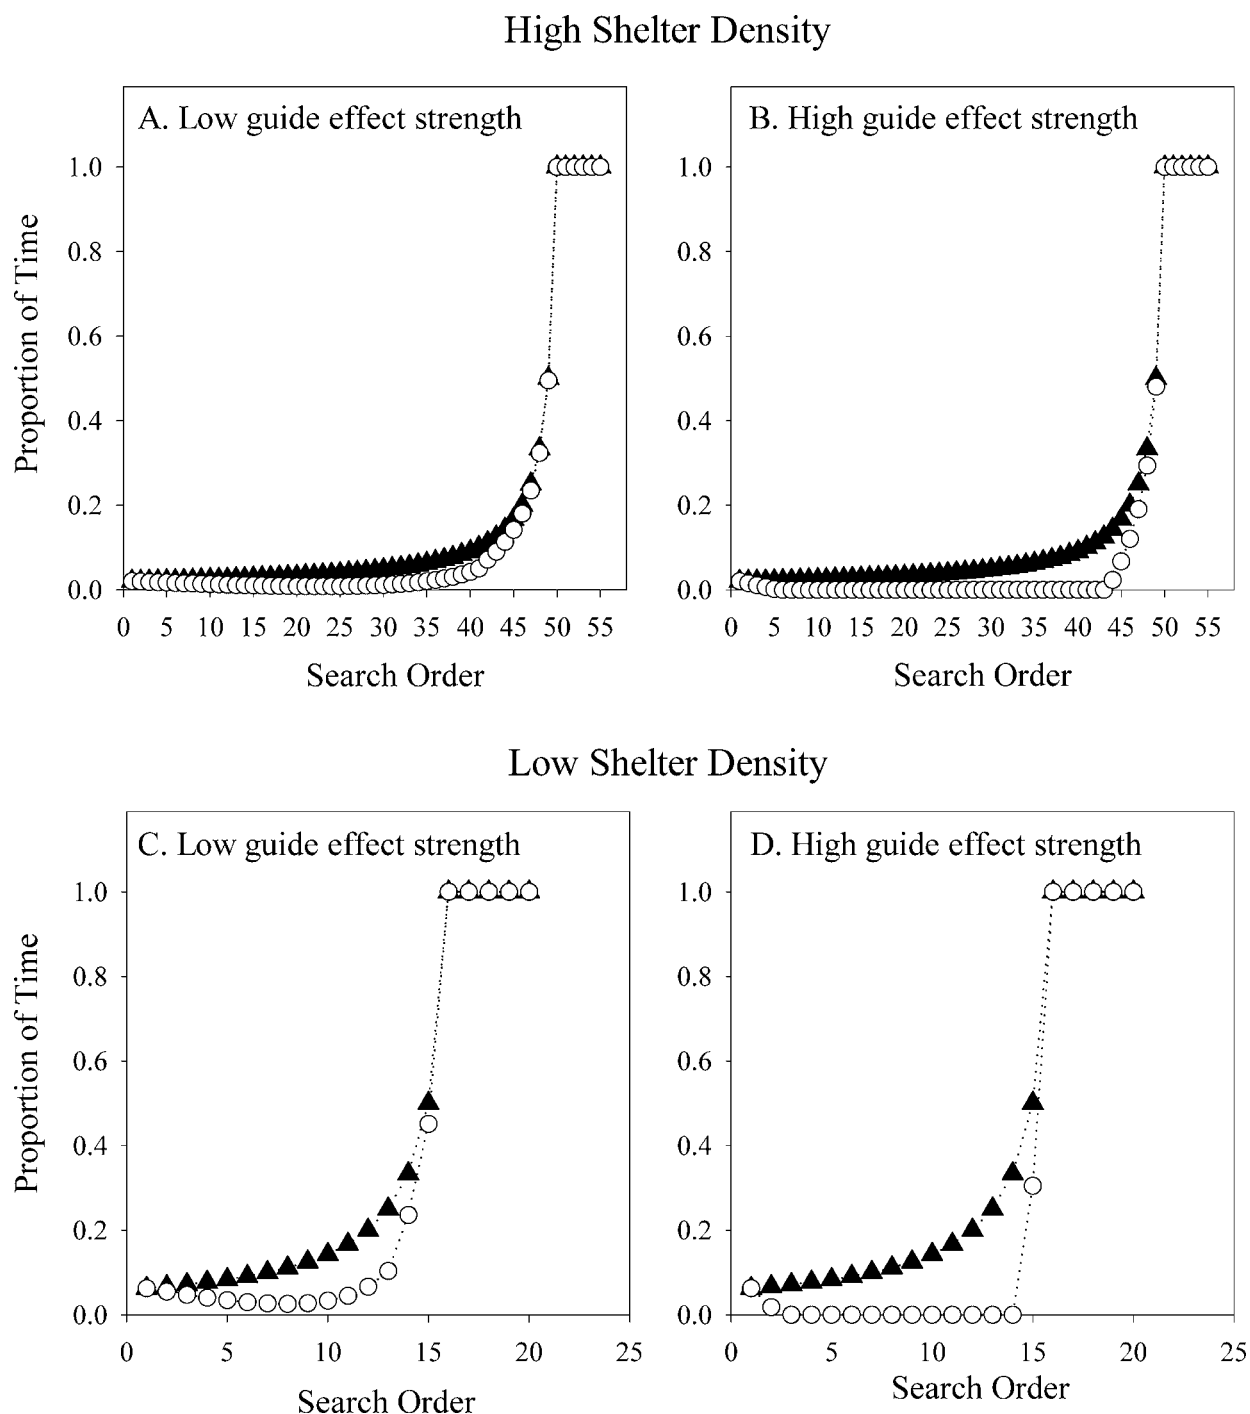 High Shelter Density
A. Low guide effect strength
B. High guide effect strength
Proportion of Time
1.0
0.8
0.6
0.4
0.2
0.0
1.0
0.8
0.6
0.4
0.2
0.0
0 5 10 15 20 25 30 35 40 45 50 55
0 5 10 15 20 25 30 35 40 45 50 55
Search Order
Search Order
Low Shelter Density
C. Low guide effect strength
D. High guide effect strength
Proportion of Time
1.0
0.8
0.6
0.4
0.2
0.0
1.0
0.8
0.6
0.4
0.2
0.0
0 5 10 15 20 25
0 5 10 15 20 25
Search Order
Search Order